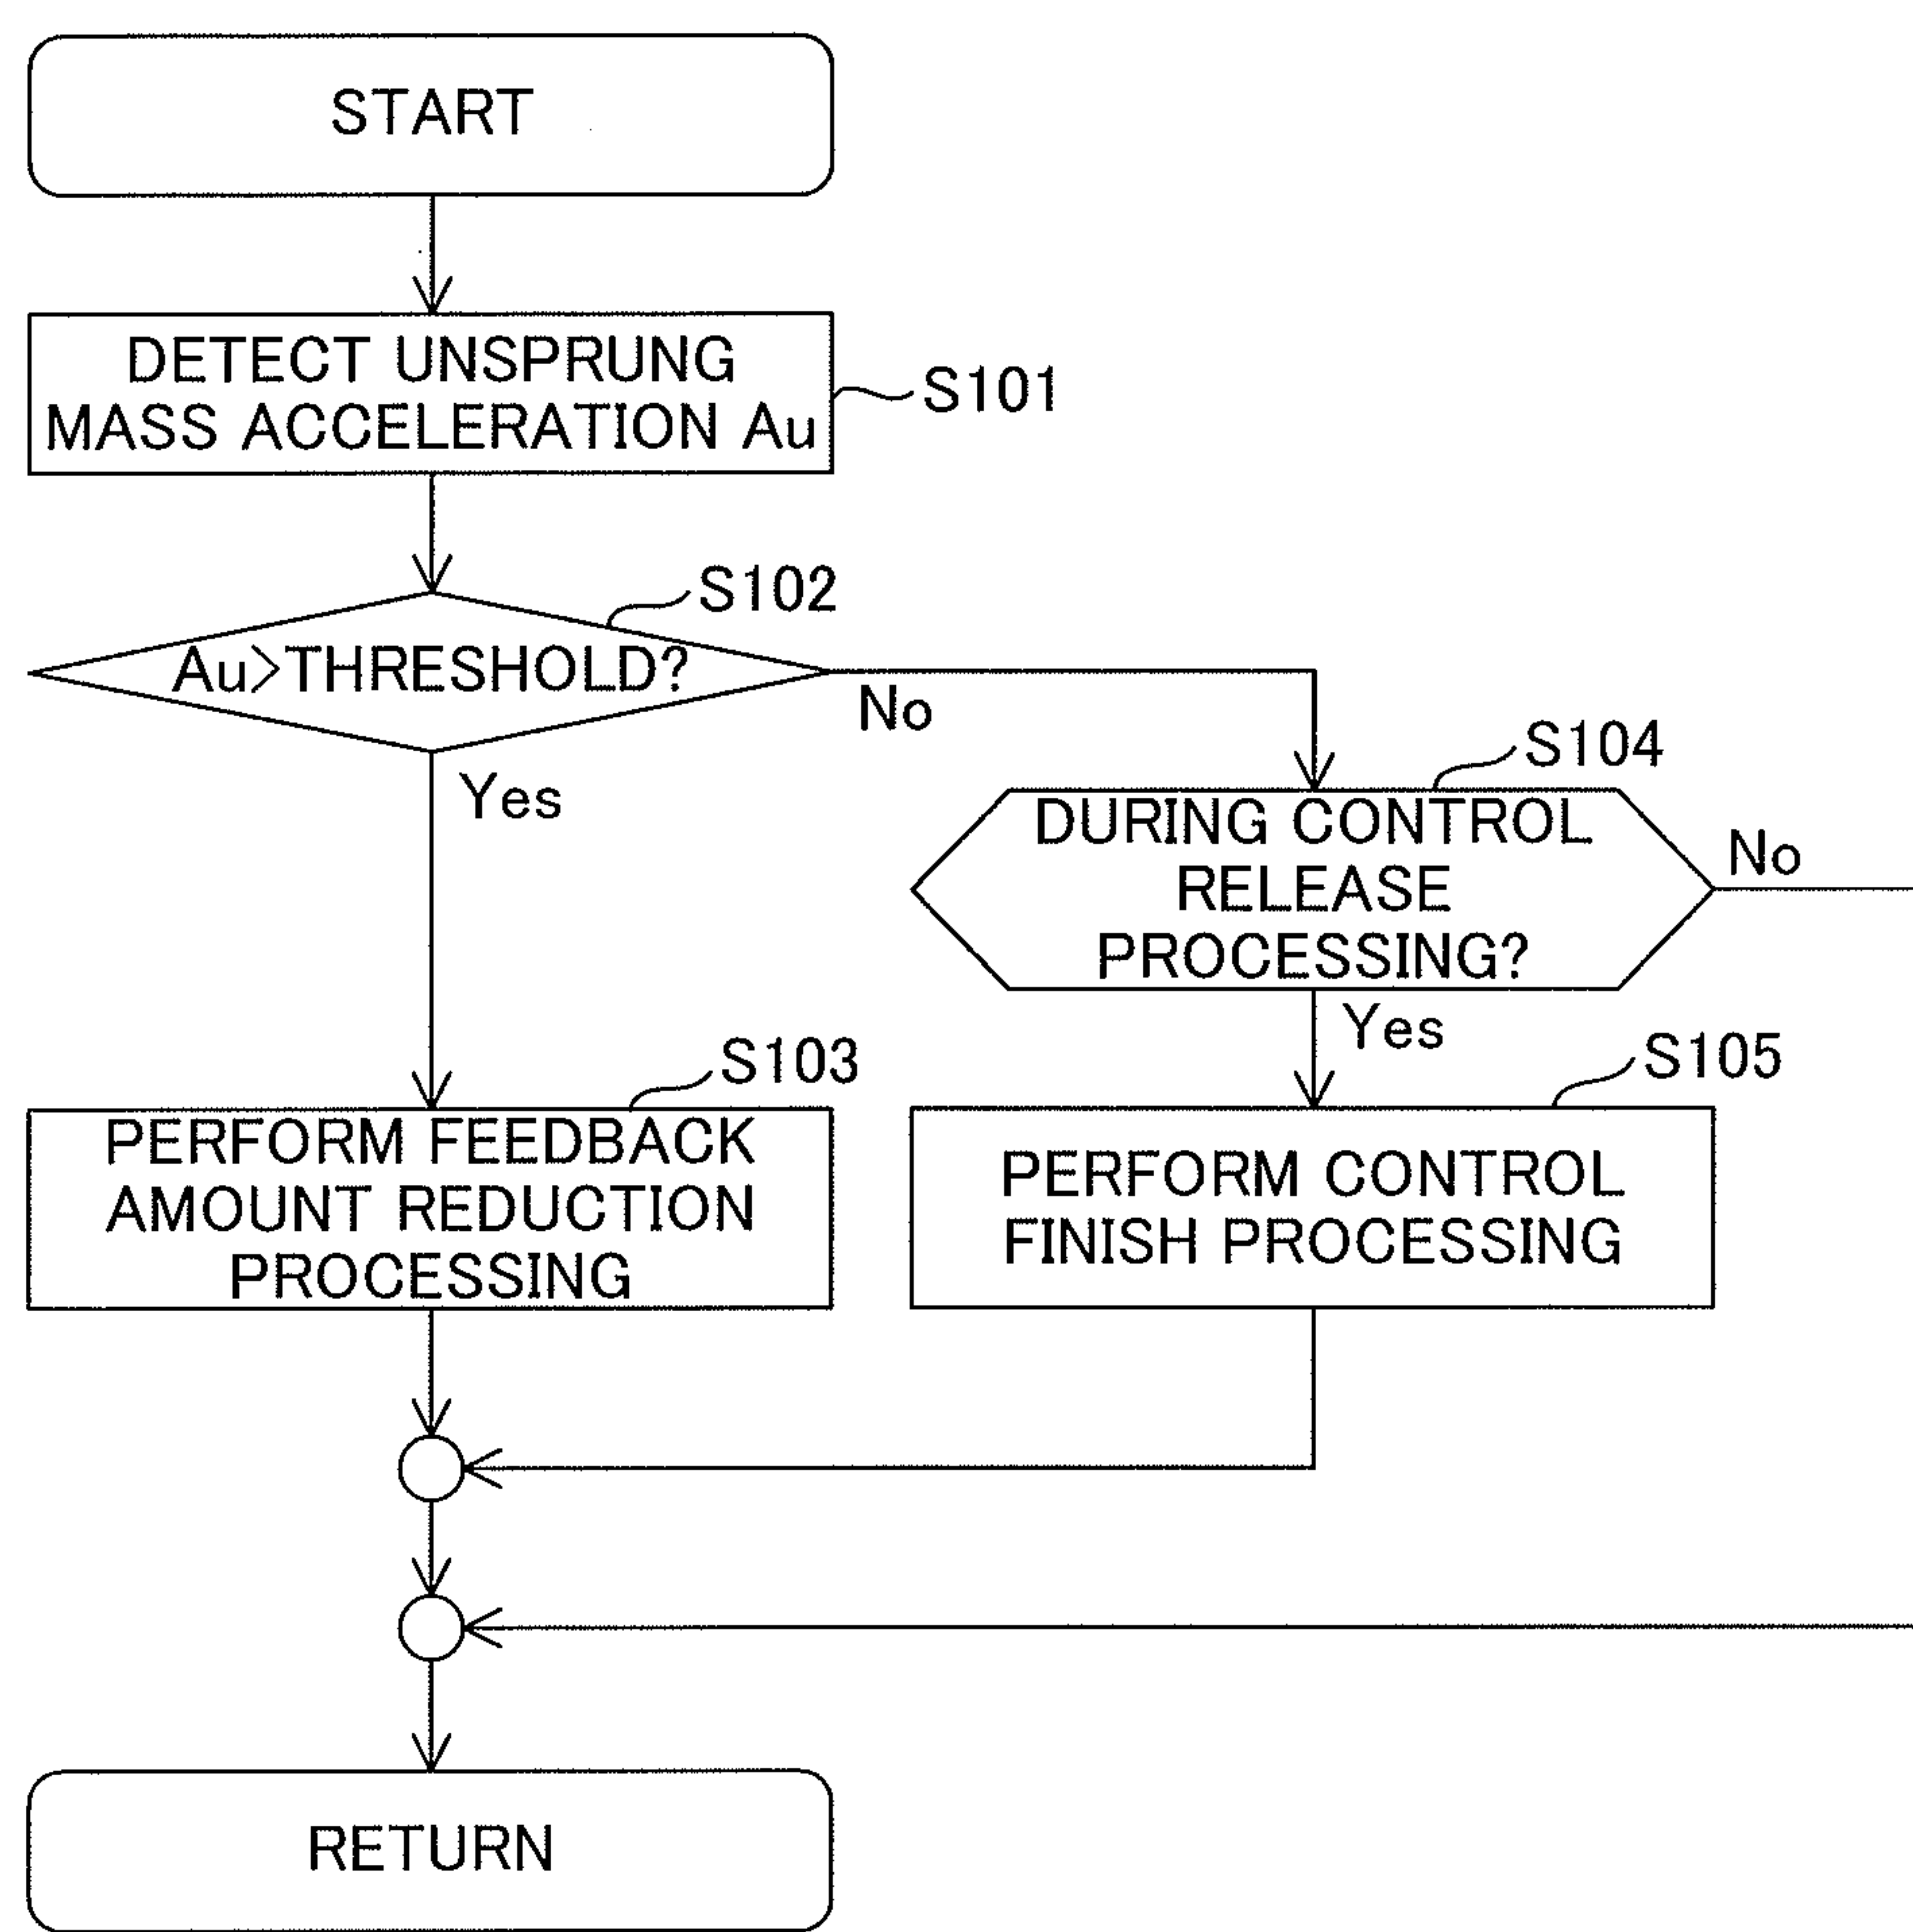 START
DETECT UNSPRUNG
MASS ACCELERATION Au
S101
S102
Au>THRESHOLD?
No
Yes
S104
DURING CONTROL
RELEASE
PROCESSING?
No
Yes
S103
PERFORM FEEDBACK
AMOUNT REDUCTION
PROCESSING
S105
PERFORM CONTROL
FINISH PROCESSING
RETURN